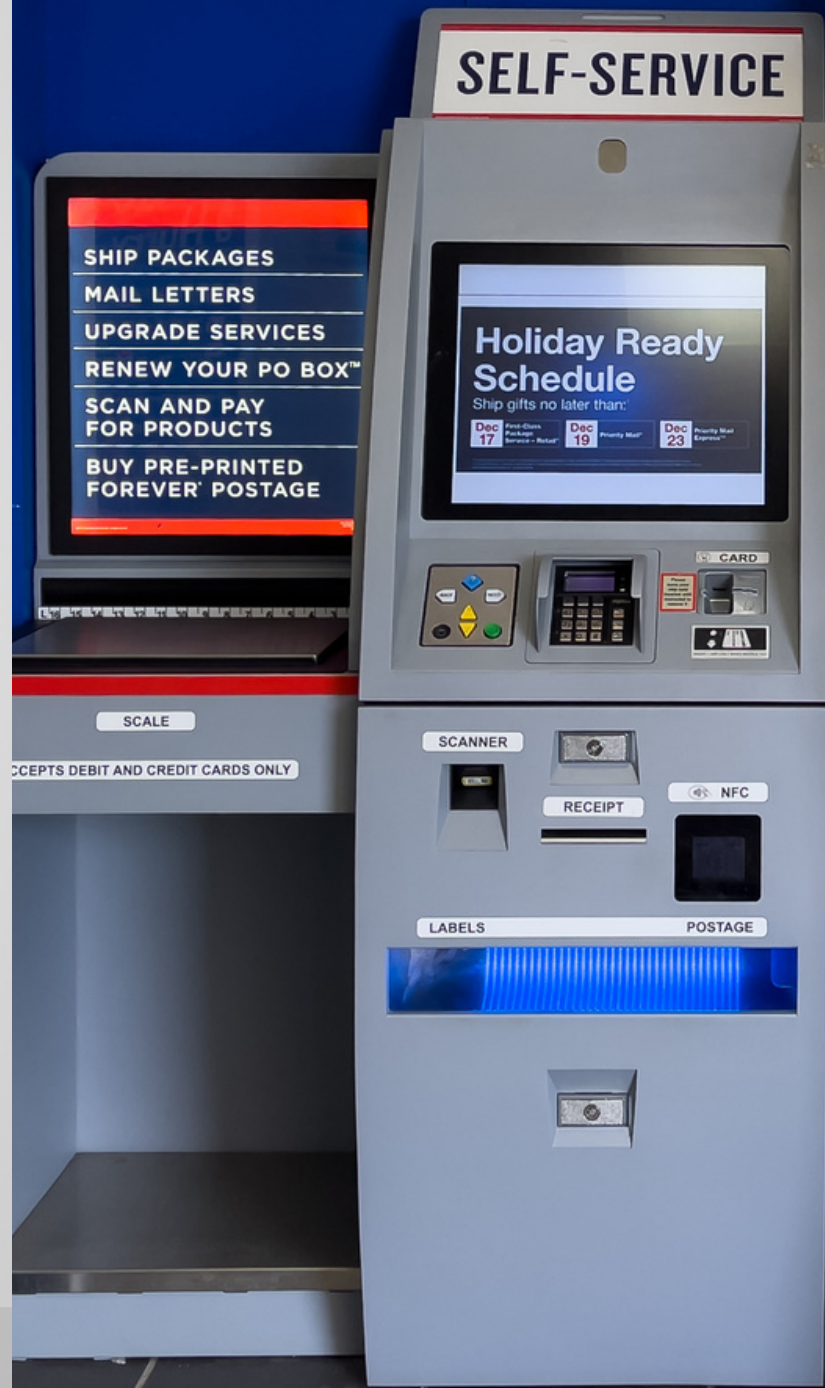 SELF-SERVICE
SHIP PACKAGES
MAIL LETTERS
UPGRADE SERVICES
RENEW YOUR PO BOX™
SCAN AND PAY
FOR PRODUCTS
BUY PRE-PRINTED
FOREVER® POSTAGE
Holiday Ready
Schedule
Ship gifts no later than:
Dec
17
First-Class
Package
Service – Retail™
Dec
19
Priority Mail®
Dec
23
Priority Mail
Express™
CARD
SCALE
CCEPTS DEBIT AND CREDIT CARDS ONLY
SCANNER
RECEIPT
NFC
LABELS POSTAGE